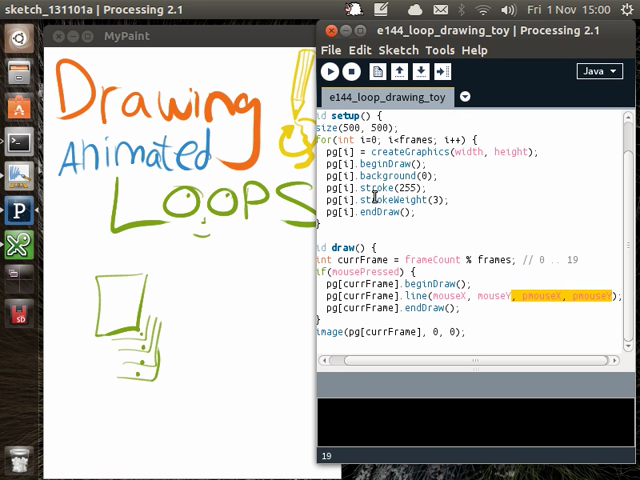 sketch_131101a | Processing 2.1
Fri 1 Nov 15:00
MyPaint
Drawing
Animated
LOOPS
e144_loop_drawing_toy | Processing 2.1
File Edit Sketch Tools Help
Java
e144_loop_drawing_toy
id setup() {
size(500, 500);
for(int i=0; i<frames; i++) {
pg[i] = createGraphics(width, height);
pg[i].beginDraw();
pg[i].background(0);
pg[i].stroke(255);
pg[i].strokeWeight(3);
pg[i].endDraw();
}
id draw() {
int currFrame = frameCount % frames; // 0 .. 19
if(mousePressed) {
pg[currFrame].beginDraw();
pg[currFrame].line(mouseX, mouseY, pmouseX, pmouseY);
pg[currFrame].endDraw();
}
image(pg[currFrame], 0, 0);
19